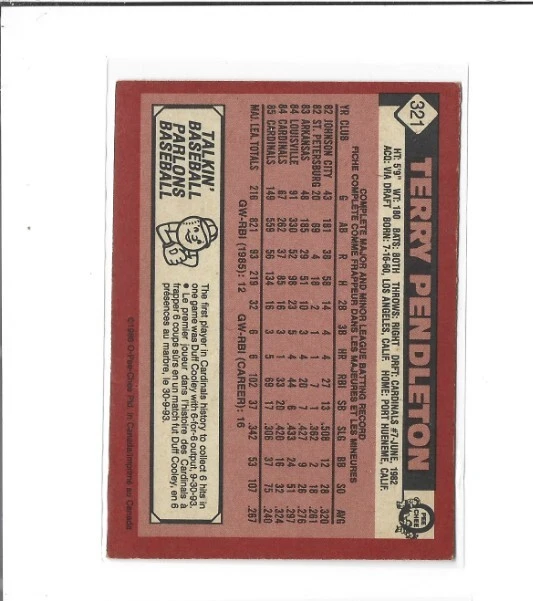 321
TERRY PENDLETON
O
PEE
CHEE
HT: 5'9" WT: 180 BATS: BOTH THROWS: RIGHT DRFT: CARDINALS #7-JUNE, 1982
ACQ: VIA DRAFT BORN: 7-16-60, LOS ANGELES, CALIF. HOME: PORT HUENEME, CALIF.
COMPLETE MAJOR AND MINOR LEAGUE BATTING RECORD
FICHE COMPLÈTE COMME FRAPPEUR DANS LES MAJEURES ET LES MINEURES
YR CLUB G AB R H 2B 3B HR RBI SB SLG BB SO AVG
82 JOHNSON CITY 43 181 38 58 14 4 4 27 13 .508 12 28 .320
82 ST. PETERSBURG 20 69 4 18 2 1 1 7 1 .362 2 18 .261
83 ARKANSAS 48 185 29 51 10 3 4 20 7 .427 9 26 .276
84 LOUISVILLE 91 330 52 98 23 5 4 44 6 .433 24 51 .297
84 CARDINALS 67 262 37 85 16 3 1 33 20 .420 16 32 .324
85 CARDINALS 149 559 56 134 16 3 5 69 17 .306 37 75 .240
MAJ. LEA. TOTALS 216 821 93 219 32 6 6 102 37 .342 53 107 .267
GW-RBI (1985): 12 GW-RBI (CAREER): 16
TALKIN'
BASEBALL
PARLONS
BASEBALL
The first player in Cardinals history to collect 6 hits in
one game was Duff Cooley with 6-for-6 output, 9-30-93.
● Le premier joueur dans l'histoire des Cardinals à
frapper 6 coups sûrs en un match fut Duff Cooley, en 6
présences au marbre, le 30-9-93.
©1986 O-Pee-Chee Ptd. in Canada/Imprimé au Canada